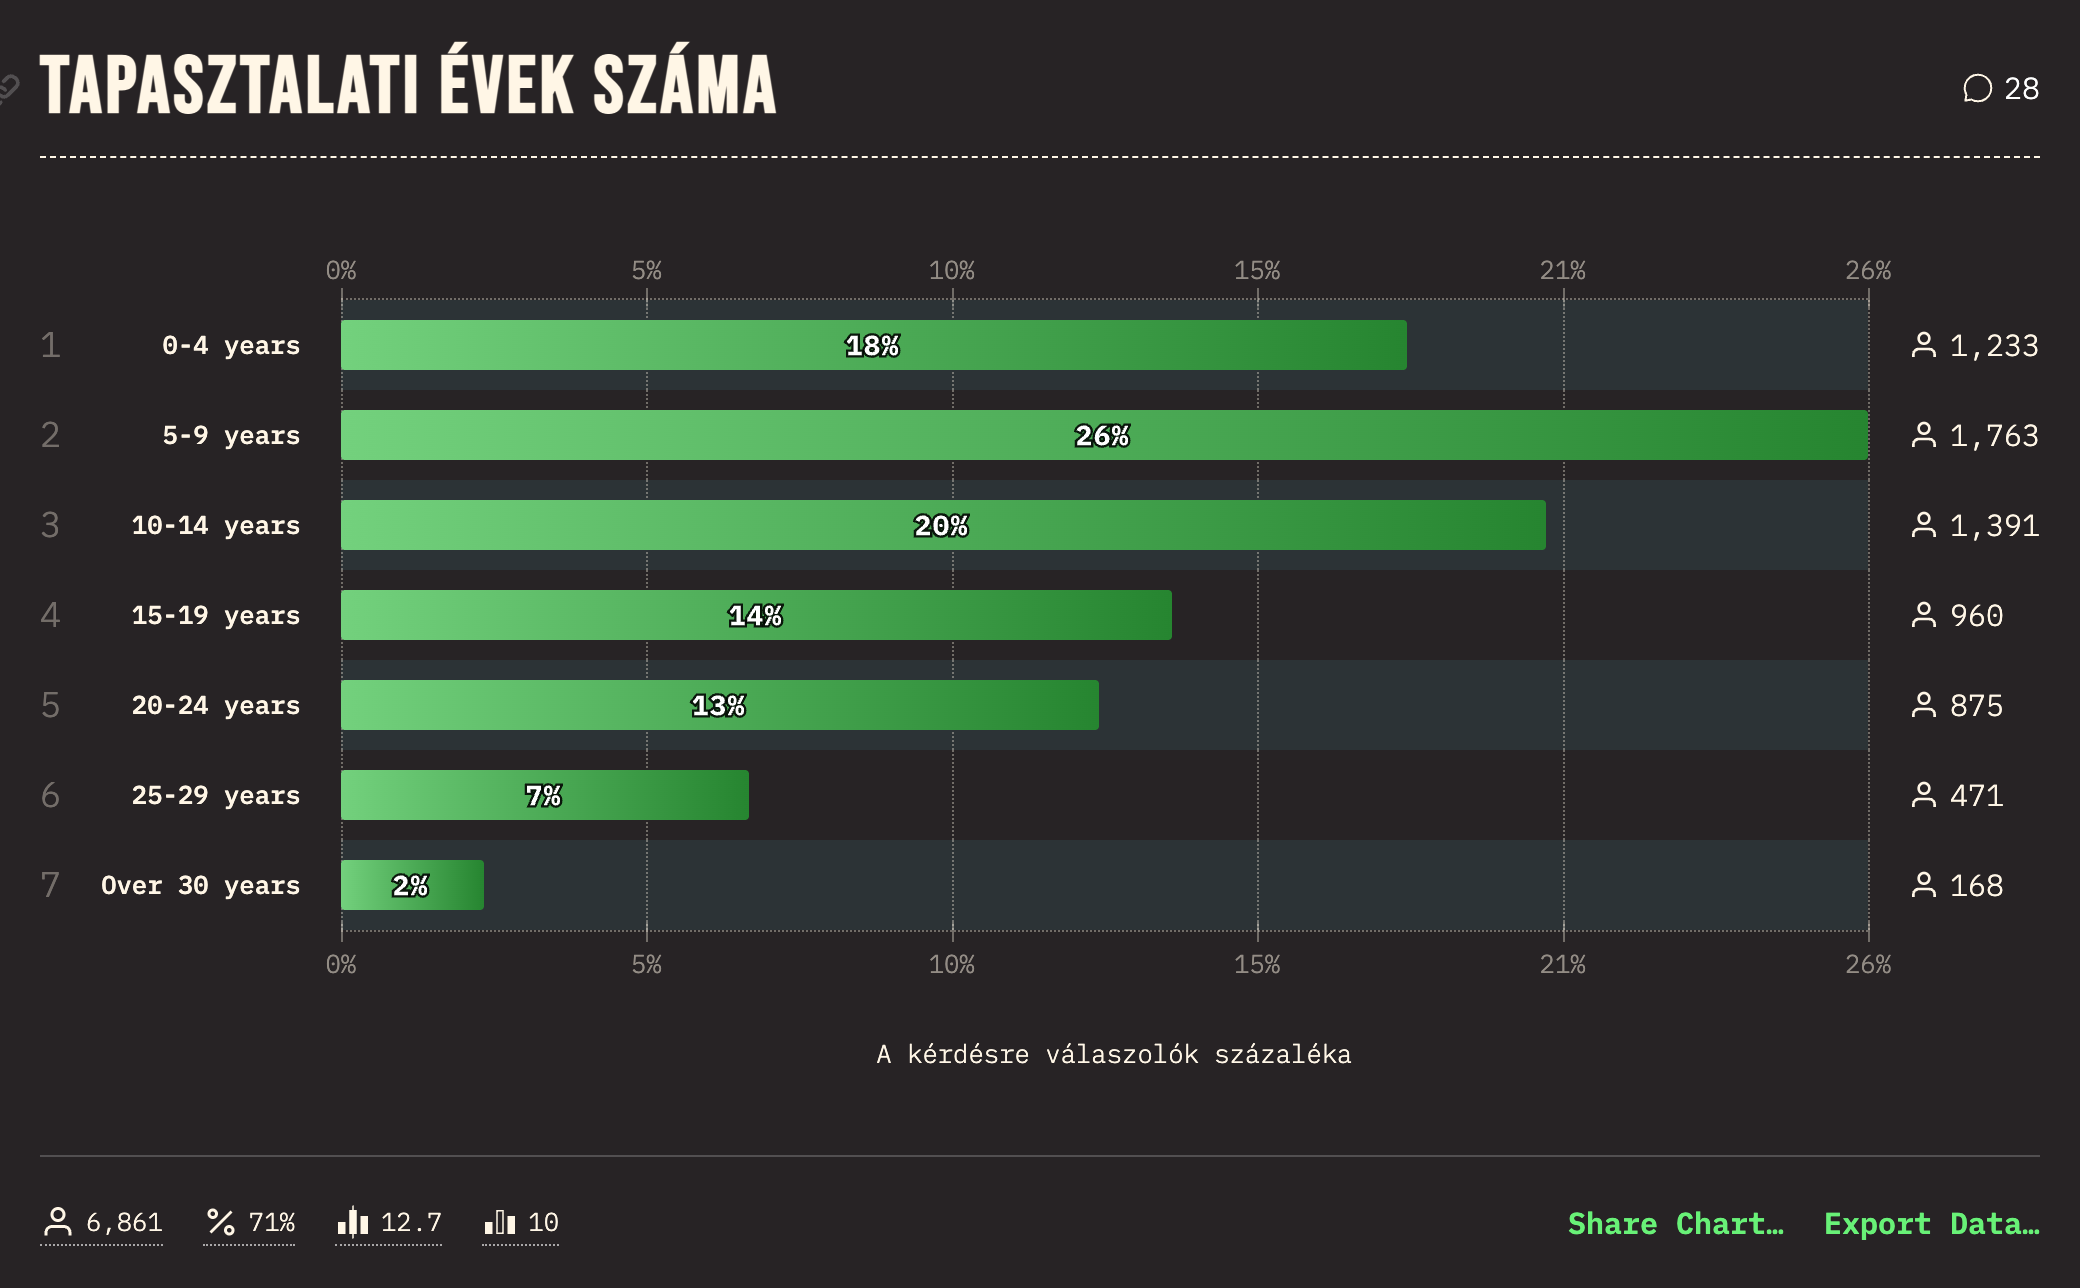 TAPASZTALATI ÉVEK SZÁMA
28
0% 5% 10% 15% 21% 26%
1 0-4 years 18% 1,233
2 5-9 years 26% 1,763
3 10-14 years 20% 1,391
4 15-19 years 14% 960
5 20-24 years 13% 875
6 25-29 years 7% 471
7 Over 30 years 2% 168
0% 5% 10% 15% 21% 26%
A kérdésre válaszolók százaléka
6,861 71% 12.7 10 Share Chart… Export Data…